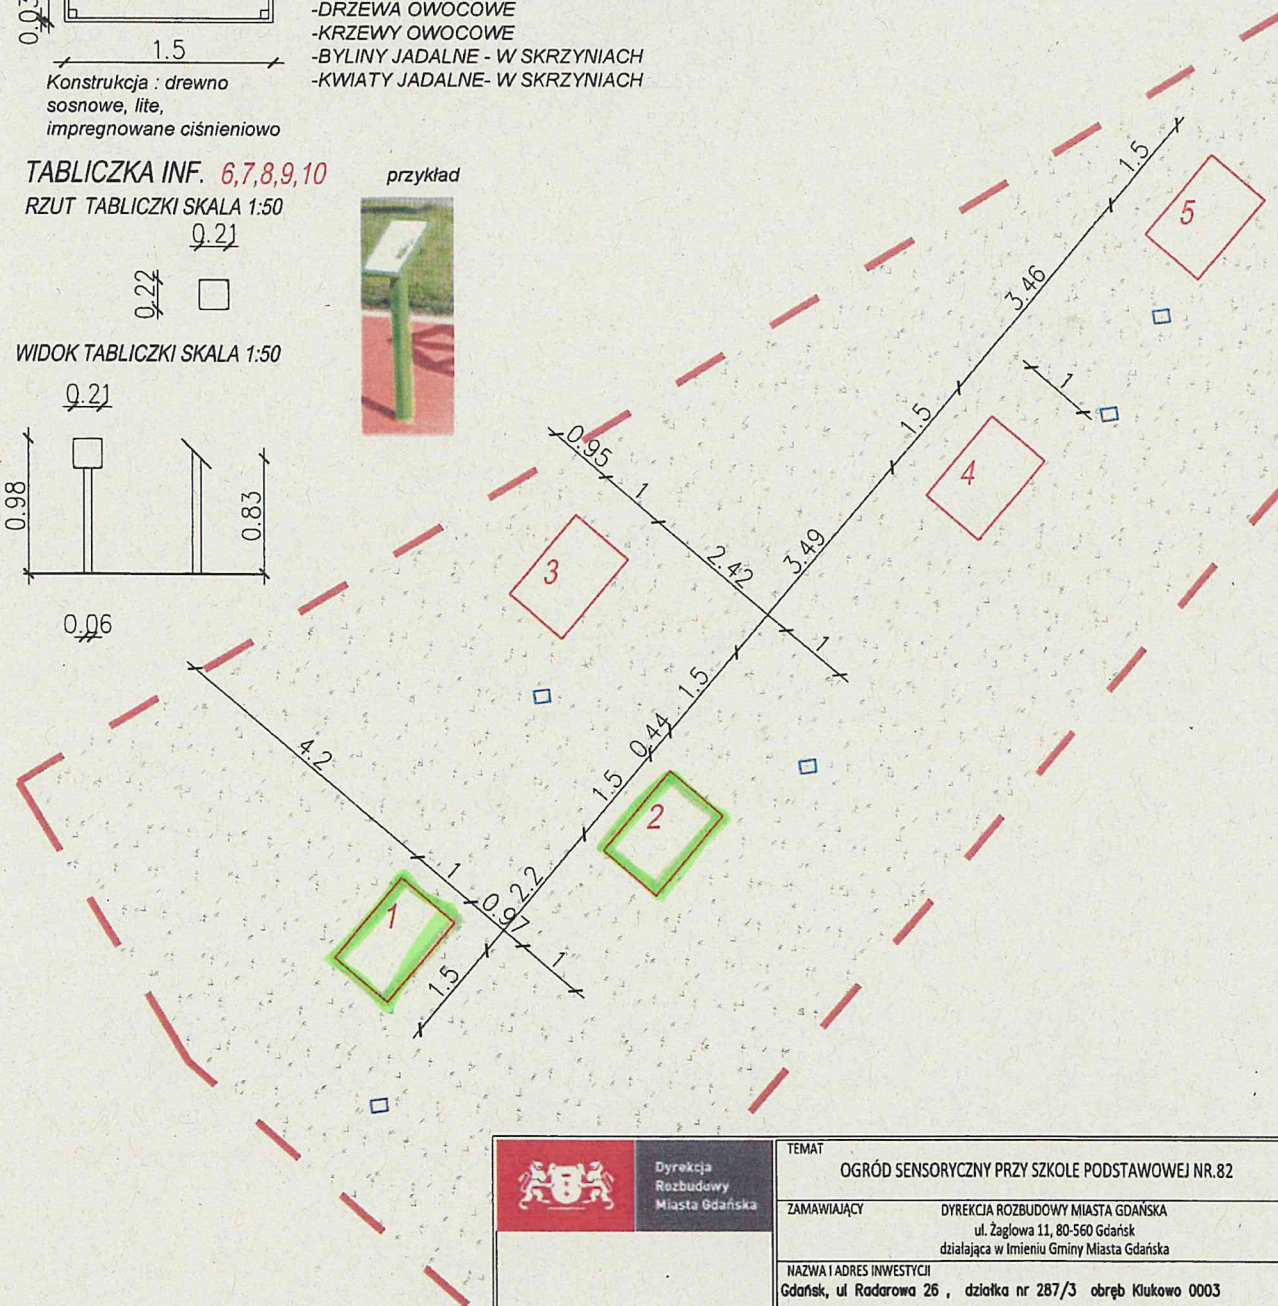 -DRZEWA OWOCOWE
-KRZEWY OWOCOWE
-BYLINY JADALNE - W SKRZYNIACH
-KWIATY JADALNE- W SKRZYNIACH
1.5
Konstrukcja : drewno
sosnowe, lite,
impregnowane ciśnieniowo
TABLICZKA INF. 6,7,8,9,10
przykład
RZUT TABLICZKI SKALA 1:50
0.21
0.22
WIDOK TABLICZKI SKALA 1:50
0.21
0.98
0.83
0.06
1.5
5
3.46
1
1.5
4
0.95
1
2.42
3.49
3
1
1.5
0.44
4.2
1.5
2
1
2.2
0.97
1
1
1.5
Dyrekcja
Rozbudowy
Miasta Gdańska
TEMAT
OGRÓD SENSORYCZNY PRZY SZKOLE PODSTAWOWEJ NR.82
ZAMAWIAJĄCY
DYREKCJA ROZBUDOWY MIASTA GDAŃSKA
ul. Żaglowa 11, 80-560 Gdańsk
działająca w Imieniu Gminy Miasta Gdańska
NAZWA I ADRES INWESTYCJI
Gdańsk, ul Radarowa 26 , działka nr 287/3 obręb Klukowo 0003